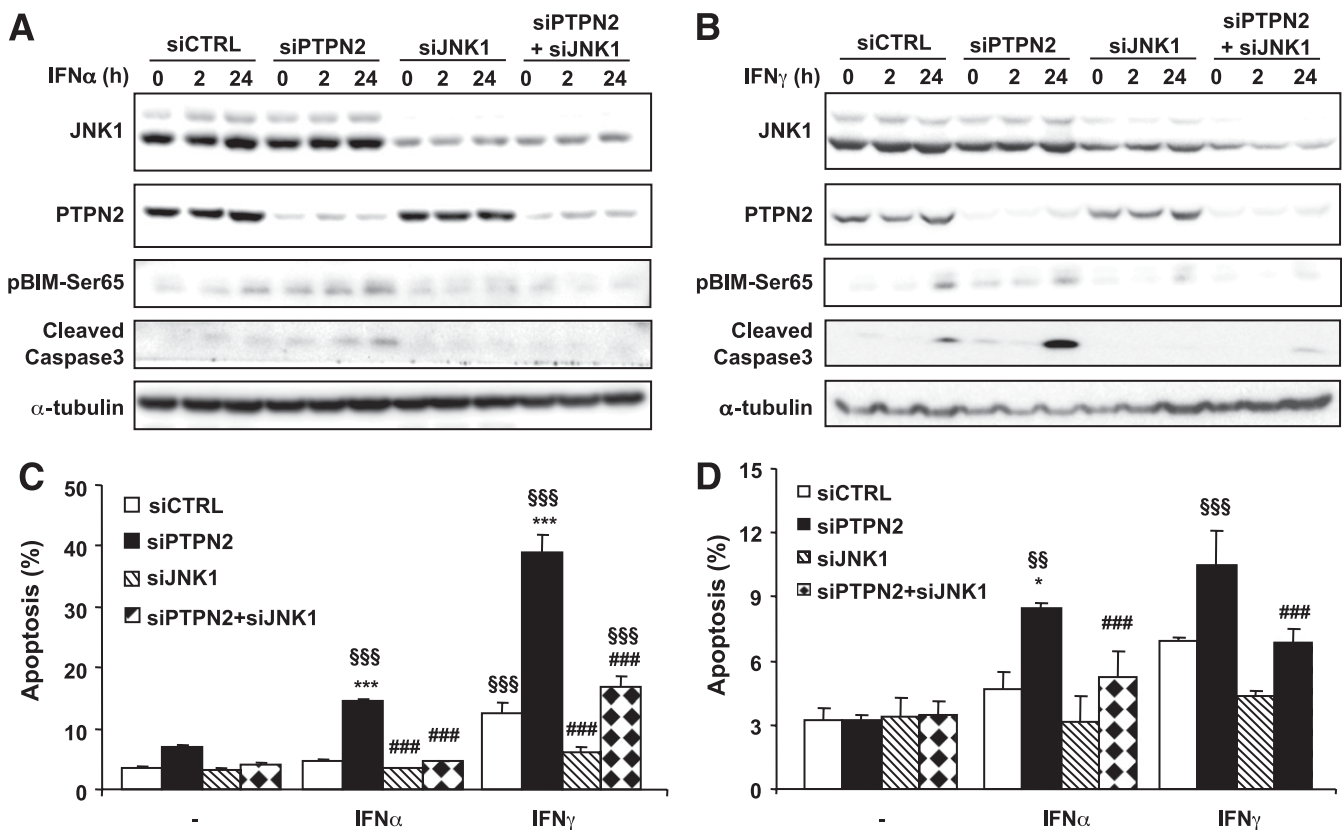 A
siCTRL siPTPN2 siJNK1 siPTPN2 + siJNK1
IFNα (h) 0 2 24 0 2 24 0 2 24 0 2 24
JNK1
PTPN2
pBIM-Ser65
Cleaved
Caspase3
α-tubulin
B
siCTRL siPTPN2 siJNK1 siPTPN2 + siJNK1
IFNγ (h) 0 2 24 0 2 24 0 2 24 0 2 24
JNK1
PTPN2
pBIM-Ser65
Cleaved
Caspase3
α-tubulin
C
Apoptosis (%)
50
40
30
20
10
0
siCTRL
siPTPN2
siJNK1
siPTPN2+siJNK1
§§§
***
###
###
§§§
§§§
***
###
§§§
###
- IFNα IFNγ
D
Apoptosis (%)
15
12
9
6
3
0
siCTRL
siPTPN2
siJNK1
siPTPN2+siJNK1
§§
*
###
§§§
###
- IFNα IFNγ